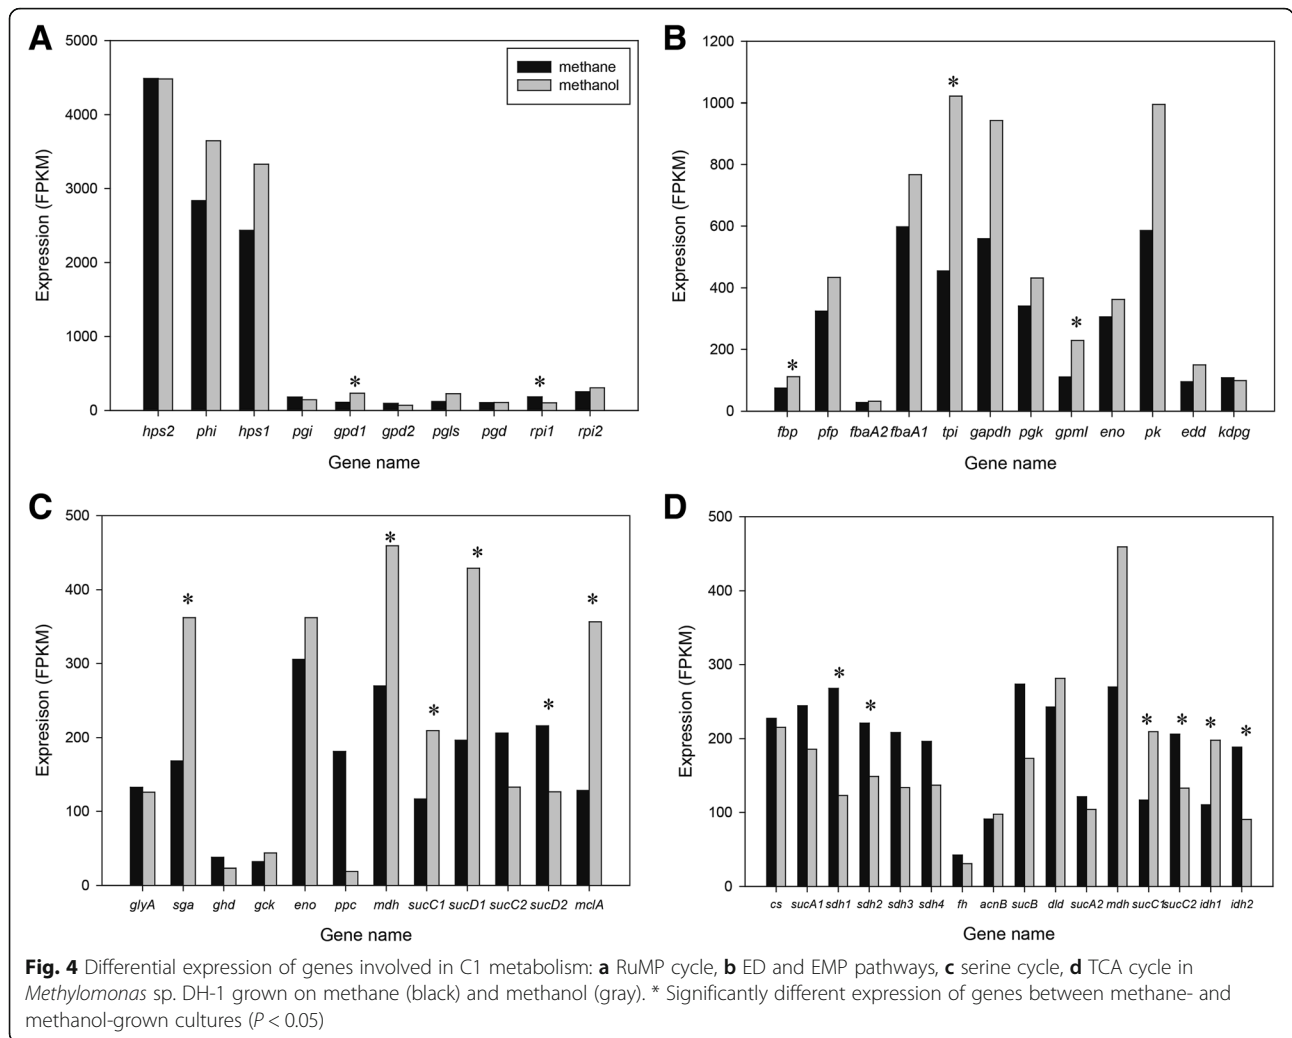 A
5000
4000
3000
2000
1000
0
Expression (FPKM)
methane
methanol
*
*
hps2 phi hps1 pgi gpd1 gpd2 pgls pgd rpi1 rpi2
Gene name
B
1200
1000
800
600
400
200
0
Expresison (FPKM)
*
*
*
fbp pfp fbaA2 fbaA1 tpi gapdh pgk gpmI eno pk edd kdpg
Gene name
C
500
400
300
200
100
0
Expresison (FPKM)
*
*
*
*
*
*
glyA sga ghd gck eno ppc mdh sucC1 sucD1 sucC2 sucD2 mclA
Gene name
D
500
400
300
200
100
0
Expression (FPKM)
*
*
*
*
*
*
cs sucA1 sdh1 sdh2 sdh3 sdh4 fh acnB sucB dld sucA2 mdh sucC1 sucC2 idh1 idh2
Gene name
Fig. 4 Differential expression of genes involved in C1 metabolism: a RuMP cycle, b ED and EMP pathways, c serine cycle, d TCA cycle in
Methylomonas sp. DH-1 grown on methane (black) and methanol (gray). * Significantly different expression of genes between methane- and
methanol-grown cultures (P < 0.05)